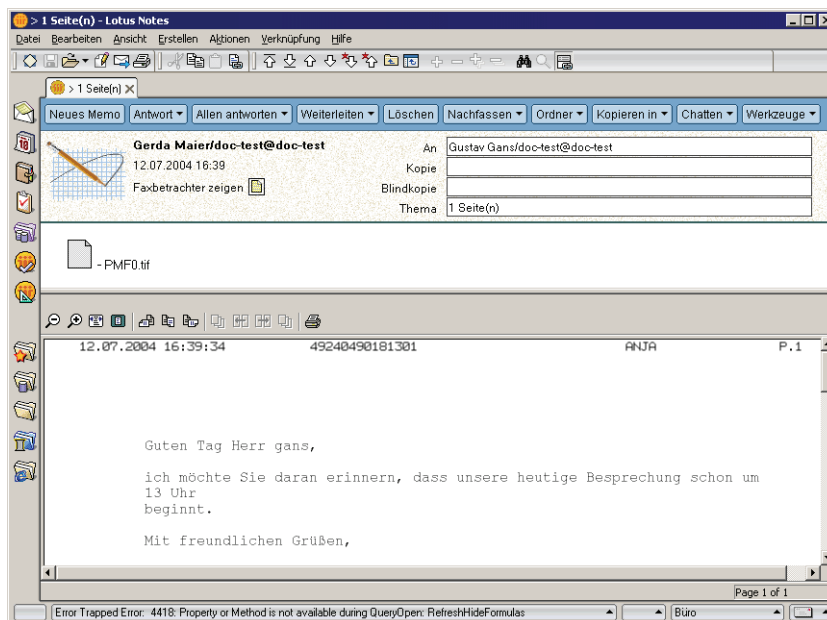 > 1 Seite(n) - Lotus Notes
Datei Bearbeiten Ansicht Erstellen Aktionen Verknüpfung Hilfe
> 1 Seite(n)
Neues Memo Antwort Allen antworten Weiterleiten Löschen Nachfassen Ordner Kopieren in Chatten Werkzeuge
Gerda Maier/doc-test@doc-test
12.07.2004 16:39
Faxbetrachter zeigen
An Gustav Gans/doc-test@doc-test
Kopie
Blindkopie
Thema 1 Seite(n)
- PMF0.tif
12.07.2004 16:39:34 49240490181301 ANJA P.1
Guten Tag Herr gans,
ich möchte Sie daran erinnern, dass unsere heutige Besprechung schon um
13 Uhr
beginnt.
Mit freundlichen Grüßen,
Page 1 of 1
Error Trapped Error: 4418: Property or Method is not available during QueryOpen: RefreshHideFormulas Büro